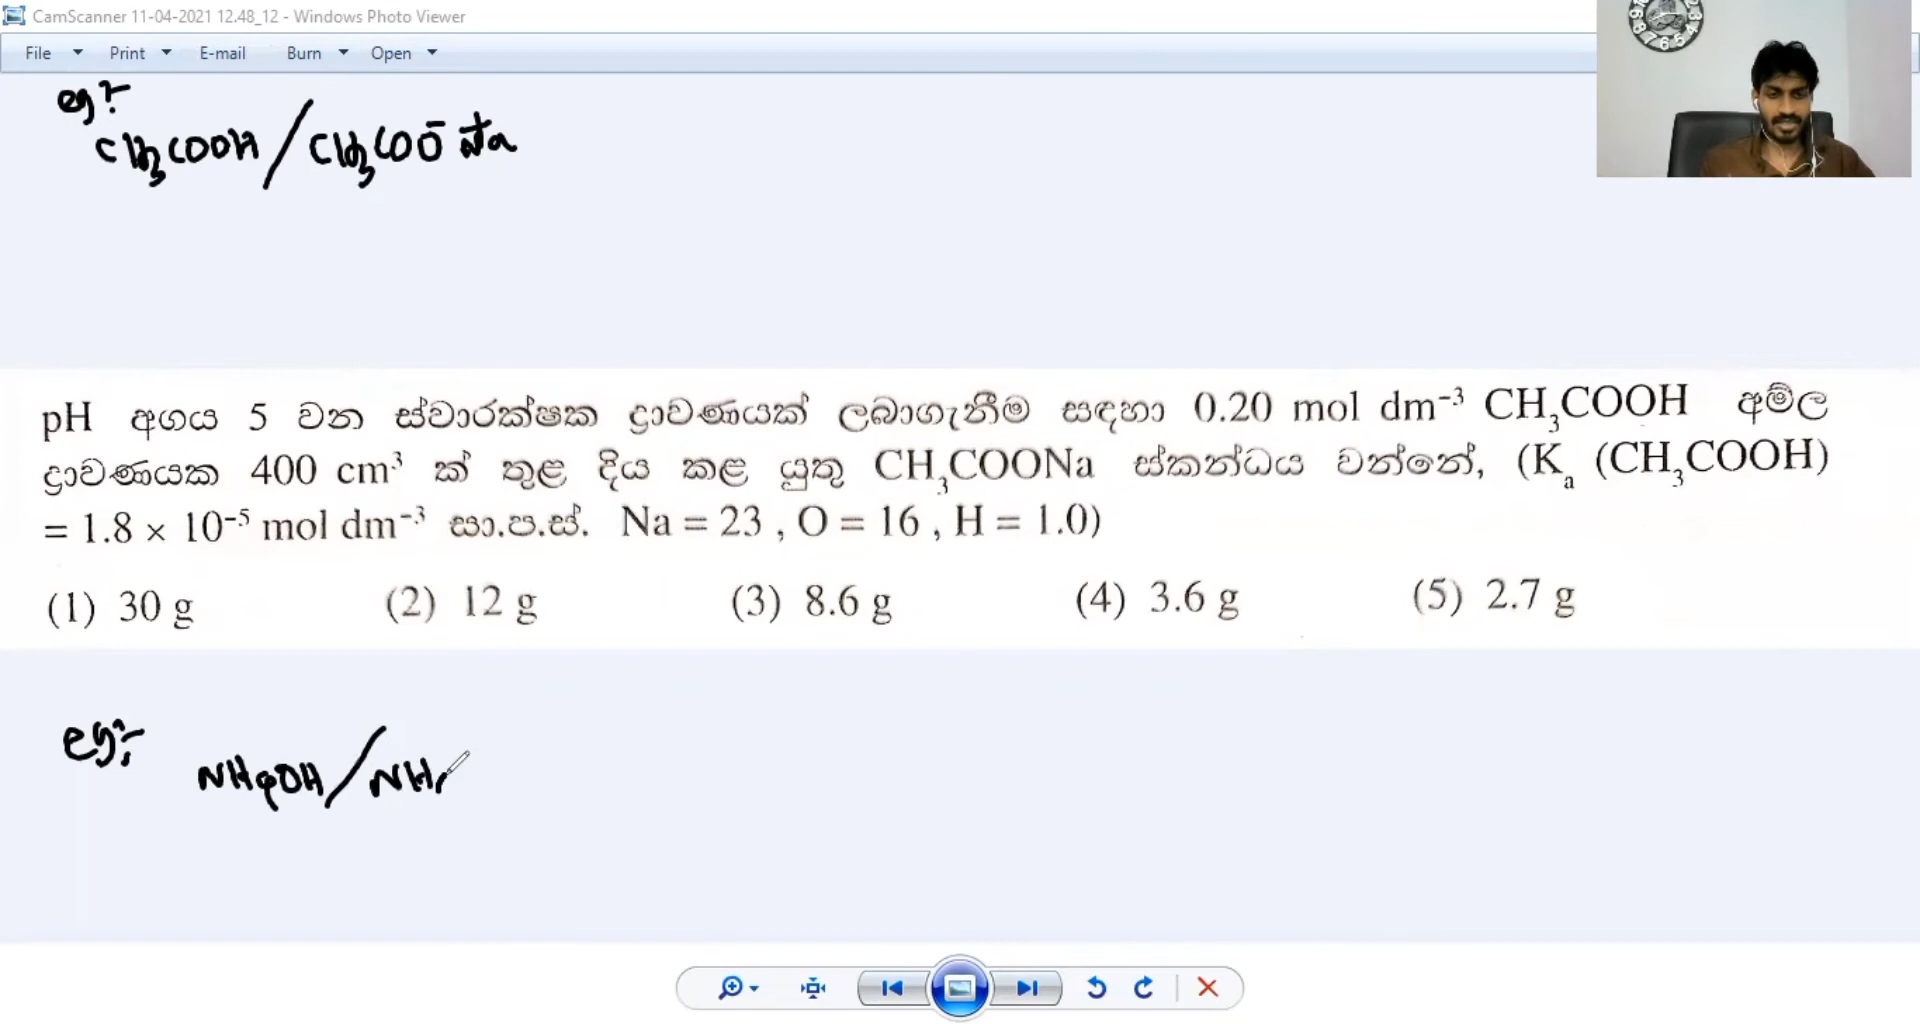 CamScanner 11-04-2021 12.48_12 - Windows Photo Viewer
File Print E-mail Burn Open
eg:-
CH₃COOH / CH₃COO⁻ Na⁺
pH අගය 5 වන ස්වාරක්ෂක ද්‍රාවණයක් ලබාගැනීම සඳහා 0.20 mol dm⁻³ CH₃COOH අම්ල
ද්‍රාවණයක 400 cm³ ක් තුළ දිය කළ යුතු CH₃COONa ස්කන්ධය වන්නේ, (Kₐ (CH₃COOH)
= 1.8 × 10⁻⁵ mol dm⁻³ සා.ප.ස්. Na = 23 , O = 16 , H = 1.0)
(1) 30 g (2) 12 g (3) 8.6 g (4) 3.6 g (5) 2.7 g
eg:-
NH₄OH / NH